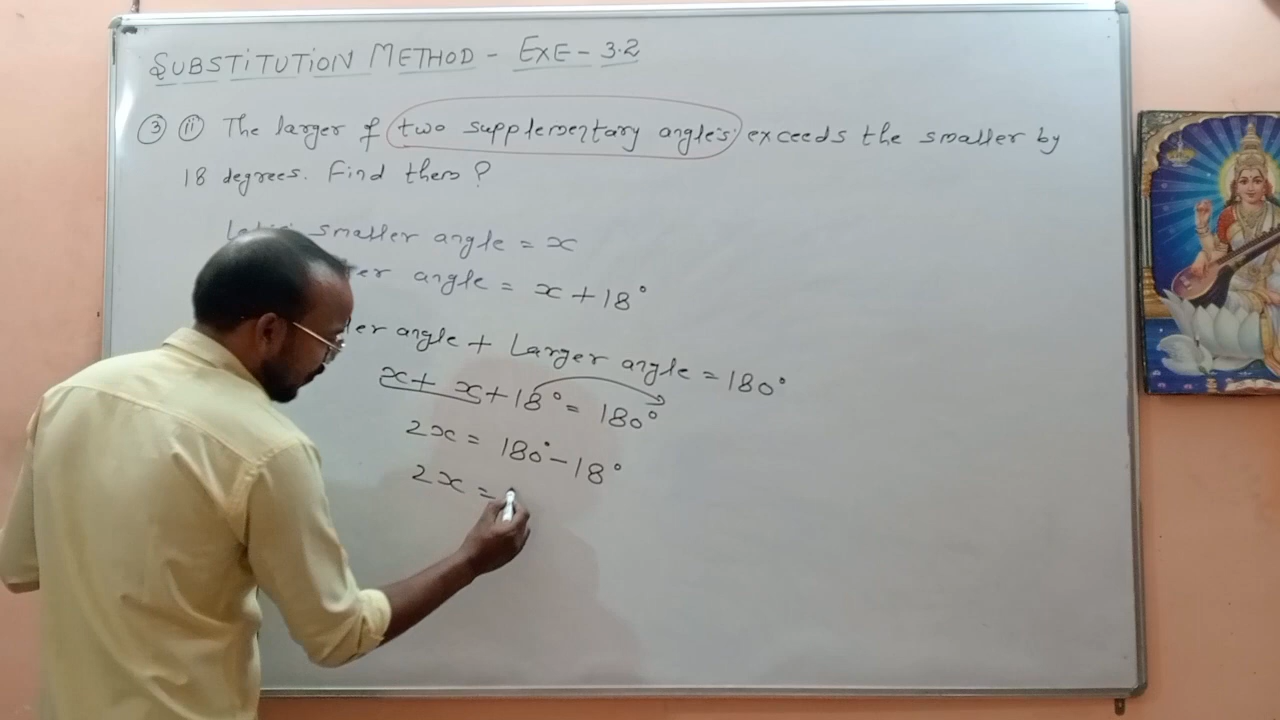 SUBSTITUTION METHOD - EXE - 3.2
③ ⅱ The larger of two supplementary angles exceeds the smaller by
18 degrees. Find them ?
smaller angle = x
angle = x + 18°
angle + Larger angle = 180°
x + x + 18° = 180°
2x = 180° - 18°
2x =